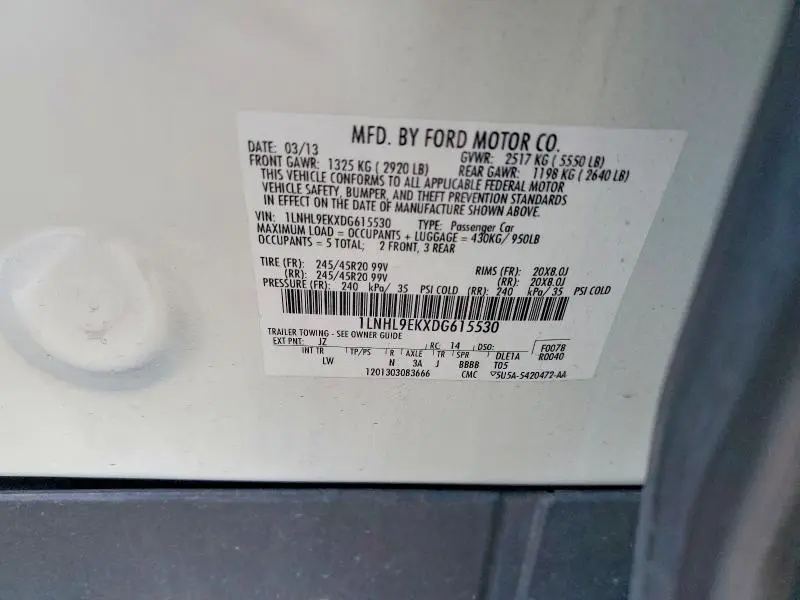 MFD. BY FORD MOTOR CO.
DATE: 03/13 GVWR: 2517 KG ( 5550 LB)
FRONT GAWR: 1325 KG ( 2920 LB) REAR GAWR: 1198 KG ( 2640 LB)
THIS VEHICLE CONFORMS TO ALL APPLICABLE FEDERAL MOTOR
VEHICLE SAFETY, BUMPER, AND THEFT PREVENTION STANDARDS
IN EFFECT ON THE DATE OF MANUFACTURE SHOWN ABOVE.
VIN: 1LNHL9EKXDG615530 TYPE: Passenger Car
MAXIMUM LOAD = OCCUPANTS + LUGGAGE = 430KG/ 950LB
OCCUPANTS = 5 TOTAL; 2 FRONT, 3 REAR
TIRE (FR): 245/45R20 99V RIMS (FR): 20X8.0J
(RR): 245/45R20 99V (RR): 20X8.0J
PRESSURE (FR): 240 kPa/ 35 PSI COLD (RR): 240 kPa/ 35 PSI COLD
1LNHL9EKXDG615530
TRAILER TOWING - SEE OWNER GUIDE
EXT PNT: JZ RC: 14 DSO: F0078
INT TR TP/PS R AXLE TR SPR DLE1A R0040
LW N 3A J BBBB T05
1201303083666 CMC 5U5A-5420472-AA